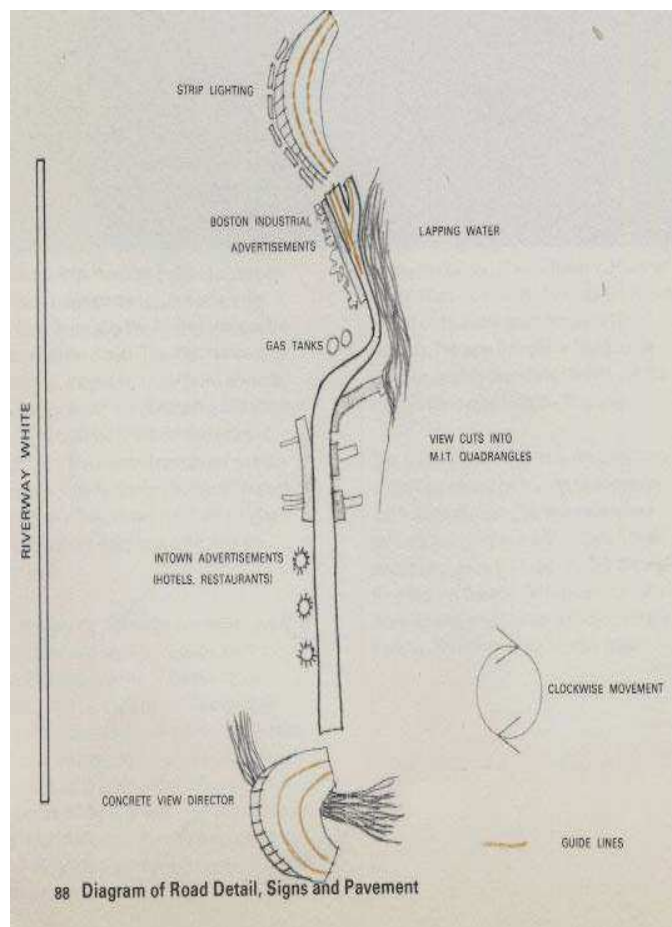 STRIP LIGHTING
BOSTON INDUSTRIAL
ADVERTISEMENTS
LAPPING WATER
GAS TANKS
VIEW CUTS INTO
M.I.T. QUADRANGLES
RIVERWAY WHITE
INTOWN ADVERTISEMENTS
(HOTELS, RESTAURANTS)
CLOCKWISE MOVEMENT
CONCRETE VIEW DIRECTOR
GUIDE LINES
88 Diagram of Road Detail, Signs and Pavement